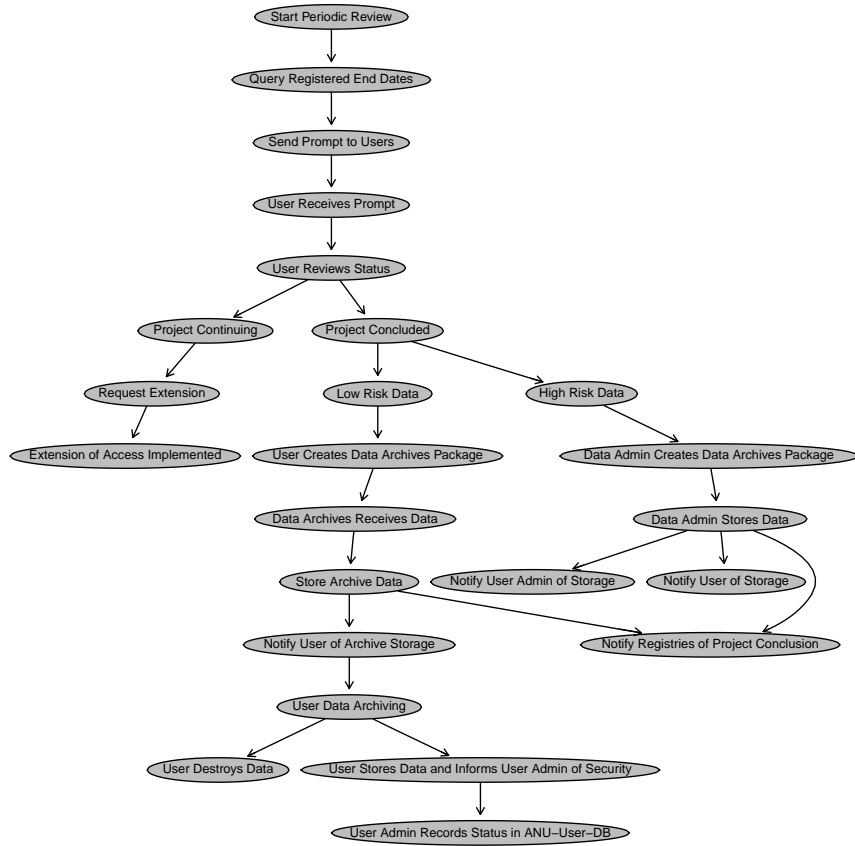 Start Periodic Review
Query Registered End Dates
Send Prompt to Users
User Receives Prompt
User Reviews Status
Project Continuing
Project Concluded
Request Extension
Low Risk Data
High Risk Data
Extension of Access Implemented
User Creates Data Archives Package
Data Admin Creates Data Archives Package
Data Archives Receives Data
Data Admin Stores Data
Store Archive Data
Notify User Admin of Storage
Notify User of Storage
Notify User of Archive Storage
Notify Registries of Project Conclusion
User Data Archiving
User Destroys Data
User Stores Data and Informs User Admin of Security
User Admin Records Status in ANU−User−DB